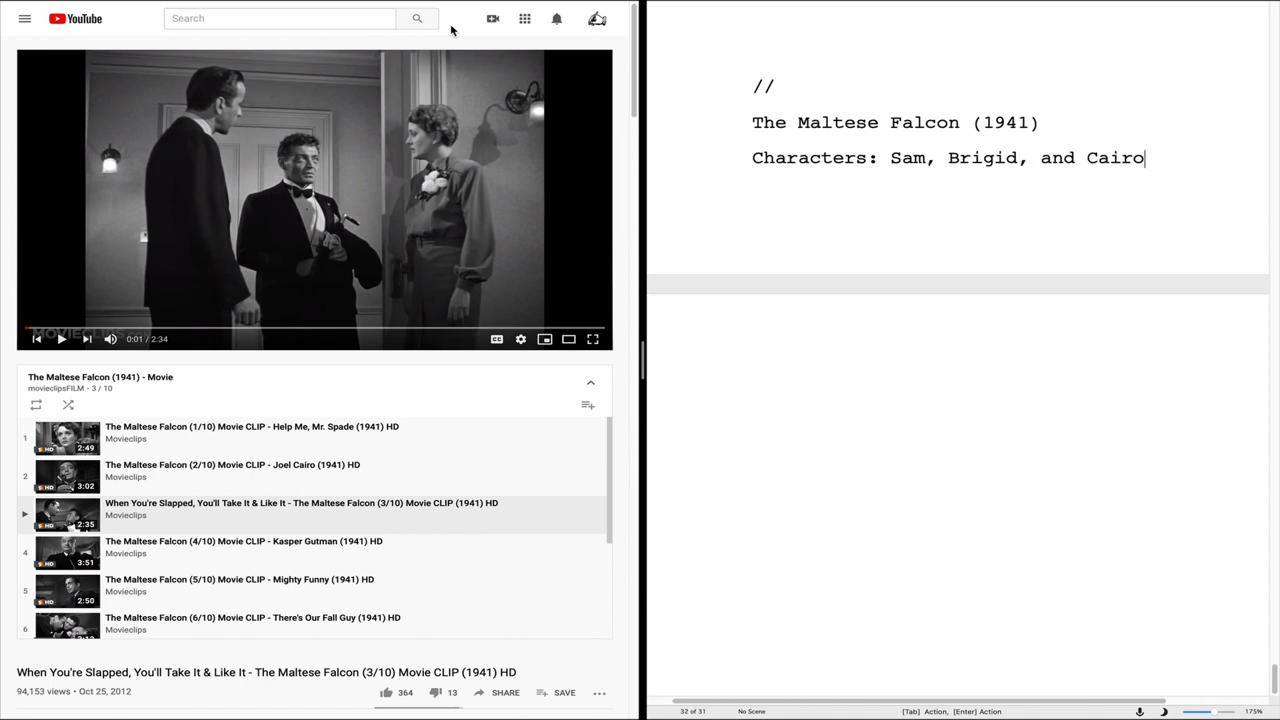 YouTube
Search
MOVIECLIPS
0:01 / 2:34
CC
The Maltese Falcon (1941) - Movie
movieclipsFILM - 3 / 10
1
The Maltese Falcon (1/10) Movie CLIP - Help Me, Mr. Spade (1941) HD
Movieclips
HD
2:49
2
The Maltese Falcon (2/10) Movie CLIP - Joel Cairo (1941) HD
Movieclips
HD
3:02
When You're Slapped, You'll Take It & Like It - The Maltese Falcon (3/10) Movie CLIP (1941) HD
Movieclips
HD
2:35
4
The Maltese Falcon (4/10) Movie CLIP - Kasper Gutman (1941) HD
Movieclips
HD
3:51
5
The Maltese Falcon (5/10) Movie CLIP - Mighty Funny (1941) HD
Movieclips
HD
2:50
6
The Maltese Falcon (6/10) Movie CLIP - There's Our Fall Guy (1941) HD
Movieclips
When You're Slapped, You'll Take It & Like It - The Maltese Falcon (3/10) Movie CLIP (1941) HD
94,153 views • Oct 25, 2012
364
13
SHARE
SAVE
//
The Maltese Falcon (1941)
Characters: Sam, Brigid, and Cairo
32 of 31
No Scene
[Tab] Action, [Enter] Action
175%